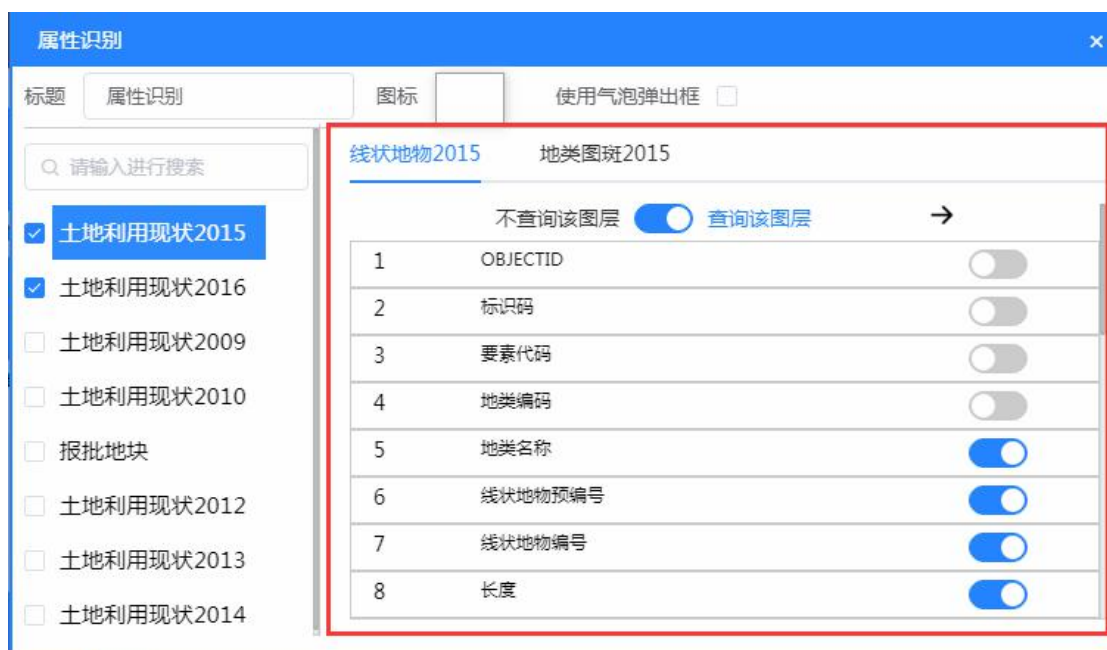 属性识别
标题 属性识别 图标 使用气泡弹出框
请输入进行搜索
土地利用现状2015
土地利用现状2016
土地利用现状2009
土地利用现状2010
报批地块
土地利用现状2012
土地利用现状2013
土地利用现状2014
线状地物2015 地类图斑2015
不查询该图层 查询该图层
1 OBJECTID
2 标识码
3 要素代码
4 地类编码
5 地类名称
6 线状地物预编号
7 线状地物编号
8 长度